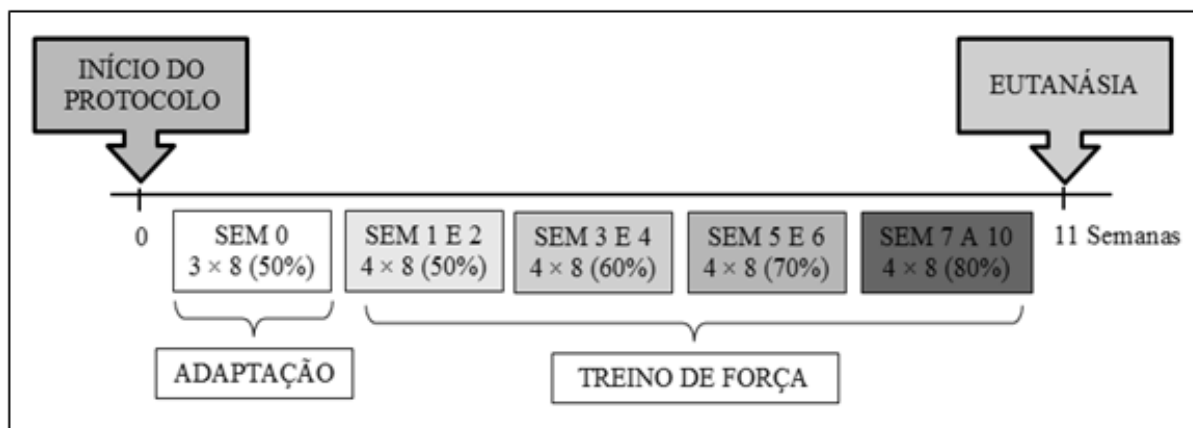 INÍCIO DO
PROTOCOLO
EUTANÁSIA
0
SEM 0
3 × 8 (50%)
SEM 1 E 2
4 × 8 (50%)
SEM 3 E 4
4 × 8 (60%)
SEM 5 E 6
4 × 8 (70%)
SEM 7 A 10
4 × 8 (80%)
11 Semanas
ADAPTAÇÃO
TREINO DE FORÇA